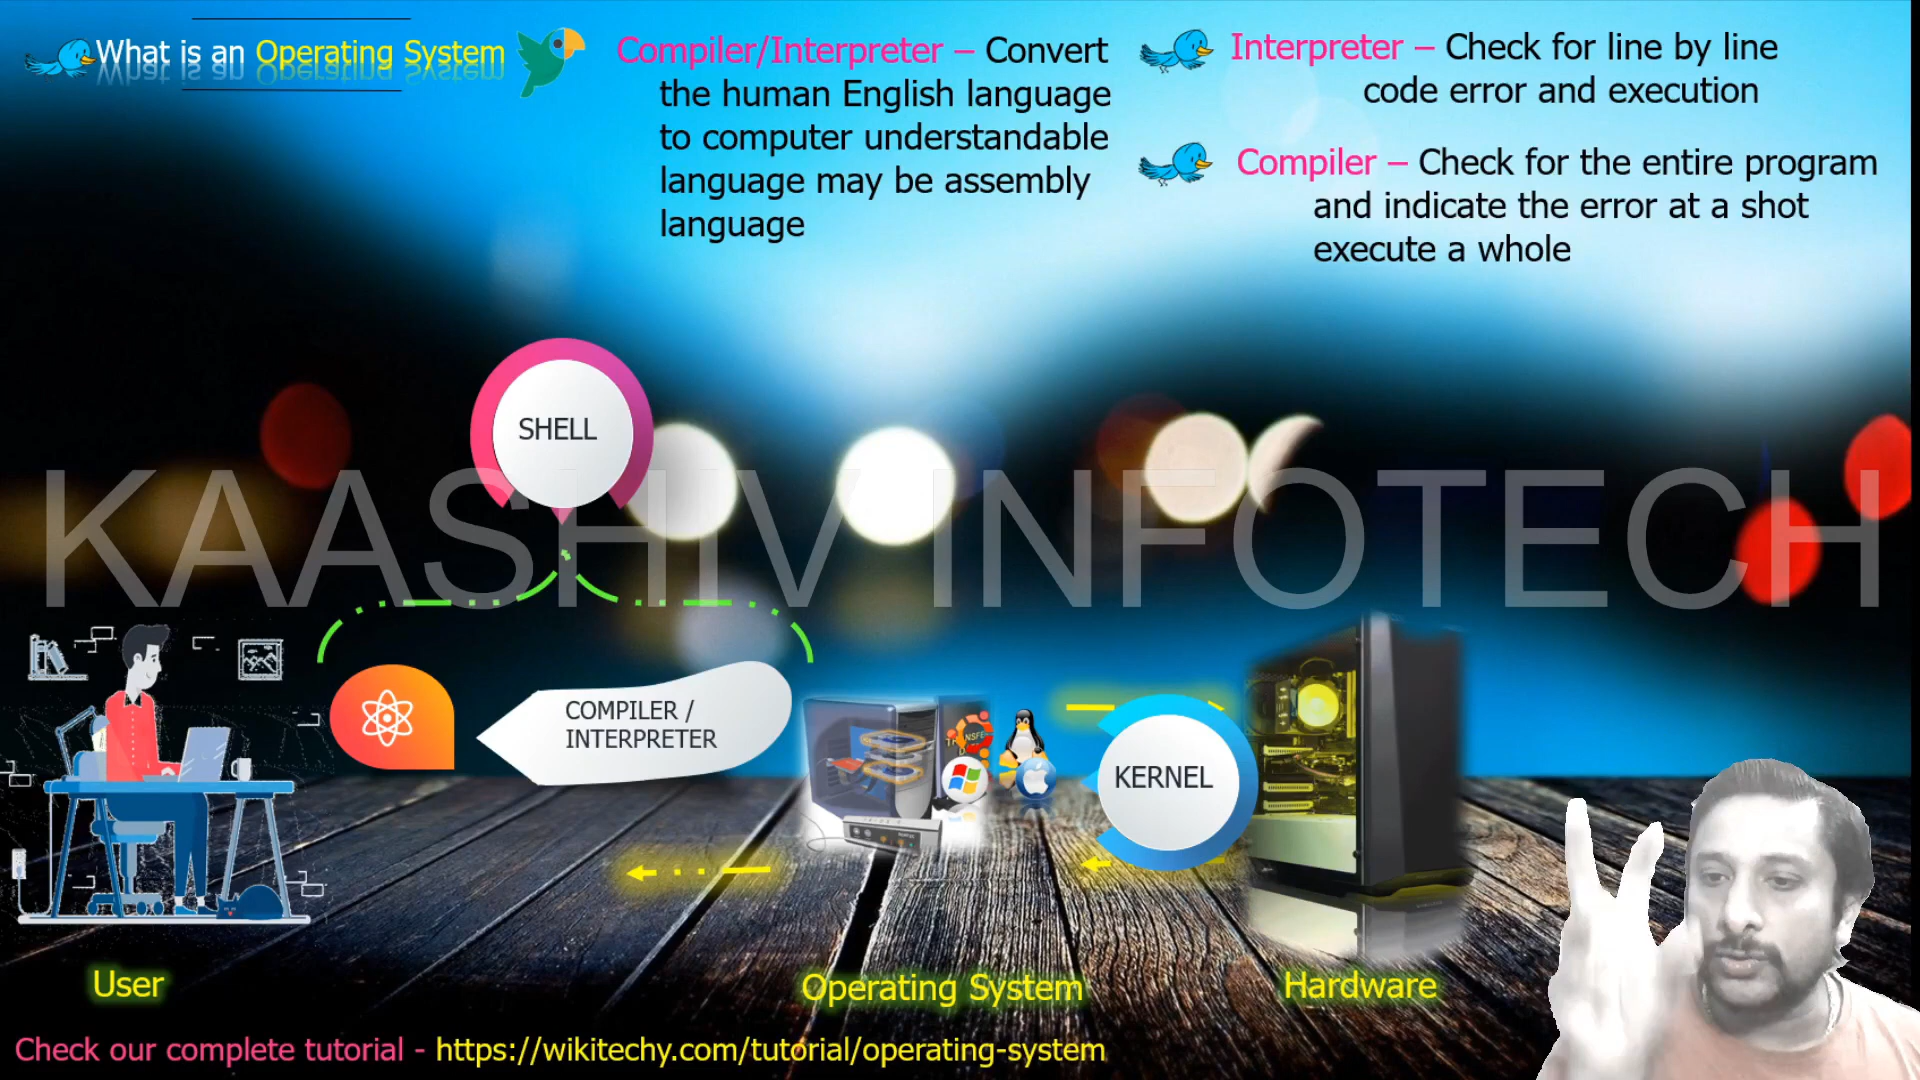 What is an Operating System
Compiler/Interpreter – Convert
the human English language
to computer understandable
language may be assembly
language
Interpreter – Check for line by line
code error and execution
Compiler – Check for the entire program
and indicate the error at a shot
execute a whole
SHELL
KAASHIV INFOTECH
COMPILER /
INTERPRETER
KERNEL
User
Operating System
Hardware
Check our complete tutorial - https://wikitechy.com/tutorial/operating-system